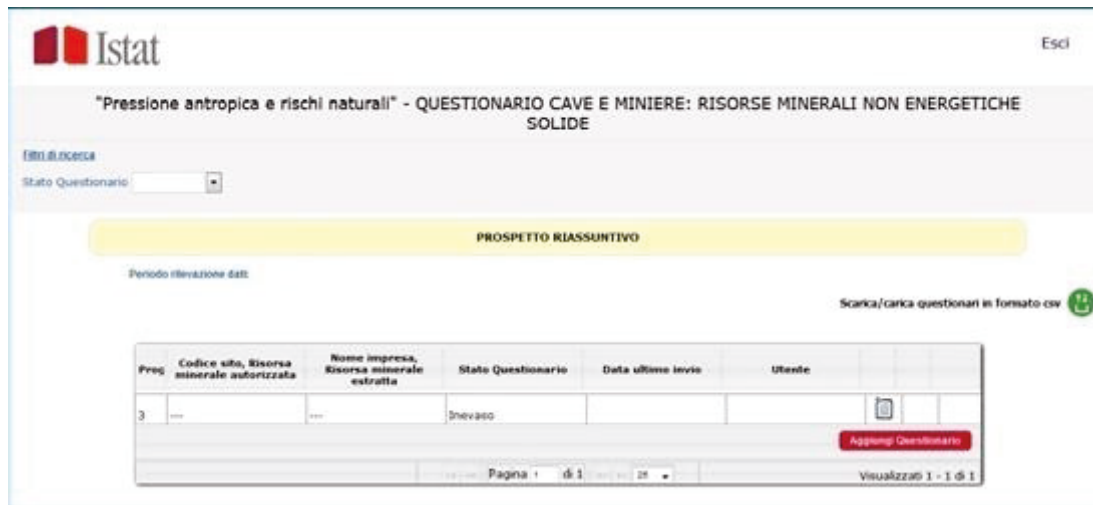 Istat
Esci
"Pressione antropica e rischi naturali" - QUESTIONARIO CAVE E MINIERE: RISORSE MINERALI NON ENERGETICHE
SOLIDE
Filtri di ricerca
Stato Questionario
PROSPETTO RIASSUNTIVO
Periodo rilevazione dati:
Scarica/carica questionari in formato csv
Prog
Codice sito, Risorsa
minerale autorizzata
Nome impresa,
Risorsa minerale
estratta
Stato Questionario
Data ultimo invio
Utente
3 --- --- Inevaso
Aggiungi Questionario
Pagina di 1
Visualizzati 1 - 1 di 1